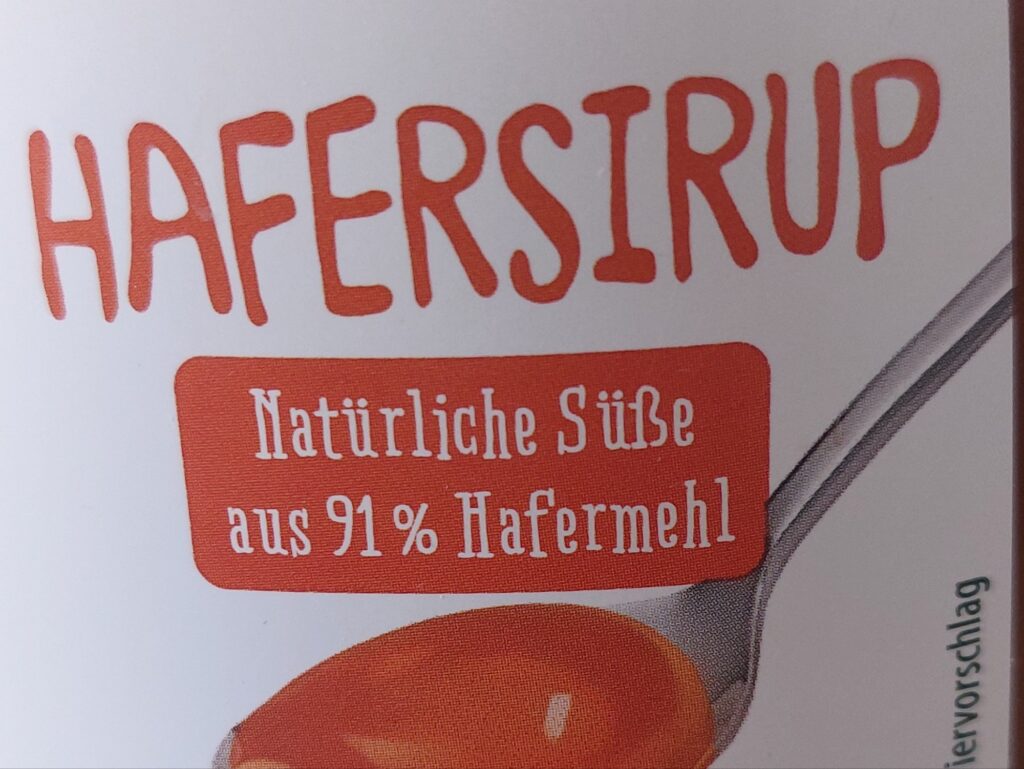 HAFERSIRUP
Natürliche Süße
aus 91% Hafermehl